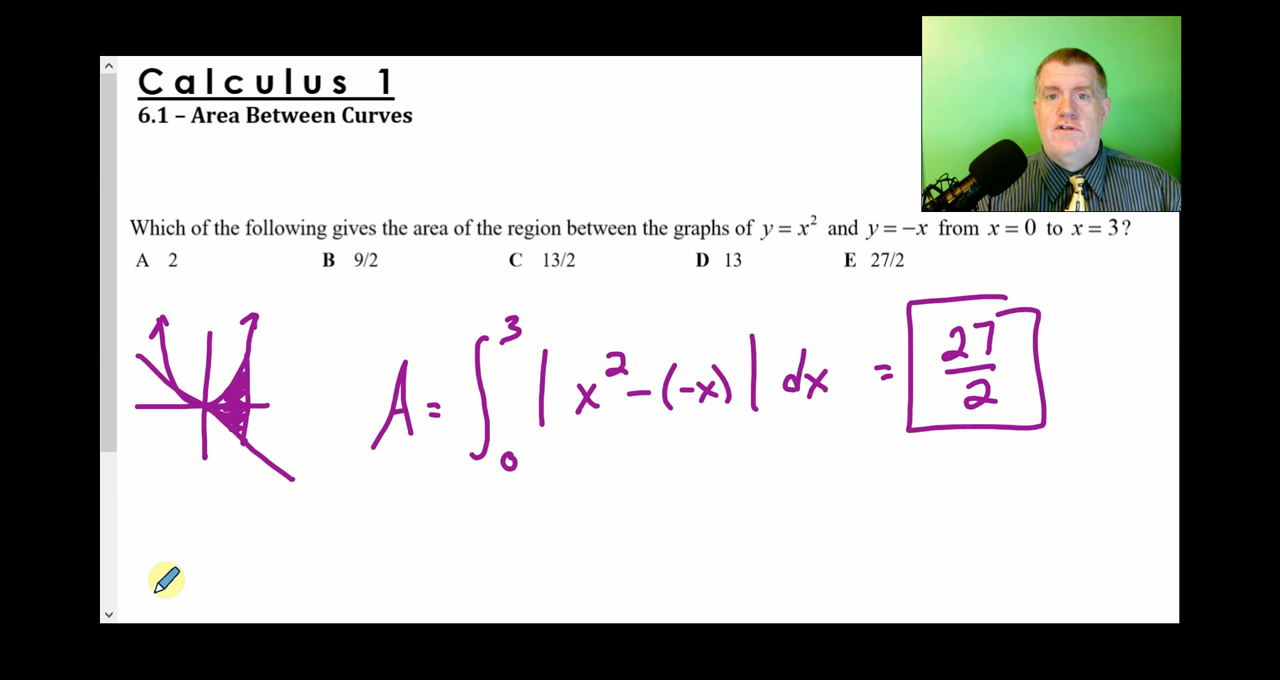 Calculus 1
6.1 – Area Between Curves
Which of the following gives the area of the region between the graphs of y = x² and y = −x from x = 0 to x = 3?
A 2 B 9/2 C 13/2 D 13 E 27/2
A = ∫₀³ | x² − (−x) | dx = 27/2